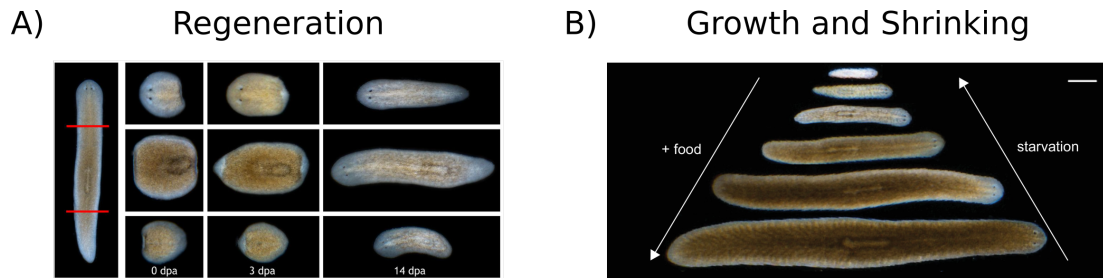 A)
Regeneration
0 dpa
3 dpa
14 dpa
B)
Growth and Shrinking
+ food
starvation